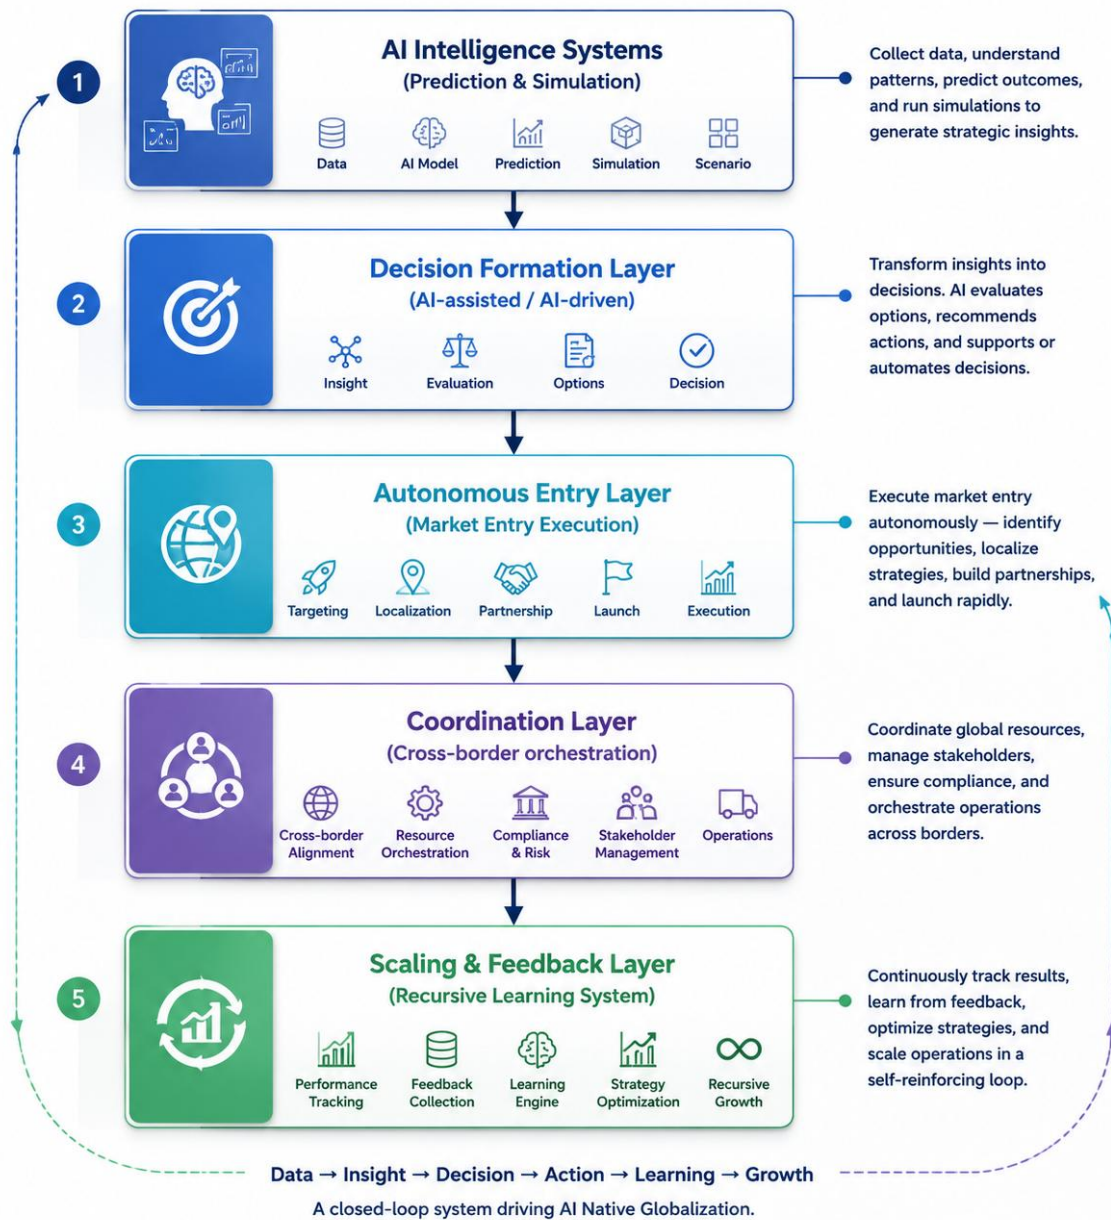 1
AI Intelligence Systems
(Prediction & Simulation)
Data
AI Model
Prediction
Simulation
Scenario
Collect data, understand
patterns, predict outcomes,
and run simulations to
generate strategic insights.
2
Decision Formation Layer
(AI-assisted / AI-driven)
Insight
Evaluation
Options
Decision
Transform insights into
decisions. AI evaluates
options, recommends
actions, and supports or
automates decisions.
3
Autonomous Entry Layer
(Market Entry Execution)
Targeting
Localization
Partnership
Launch
Execution
Execute market entry
autonomously — identify
opportunities, localize
strategies, build partnerships,
and launch rapidly.
4
Coordination Layer
(Cross-border orchestration)
Cross-border
Alignment
Resource
Orchestration
Compliance
& Risk
Stakeholder
Management
Operations
Coordinate global resources,
manage stakeholders,
ensure compliance, and
orchestrate operations
across borders.
5
Scaling & Feedback Layer
(Recursive Learning System)
Performance
Tracking
Feedback
Collection
Learning
Engine
Strategy
Optimization
Recursive
Growth
Continuously track results,
learn from feedback,
optimize strategies, and
scale operations in a
self-reinforcing loop.
Data → Insight → Decision → Action → Learning → Growth
A closed-loop system driving AI Native Globalization.